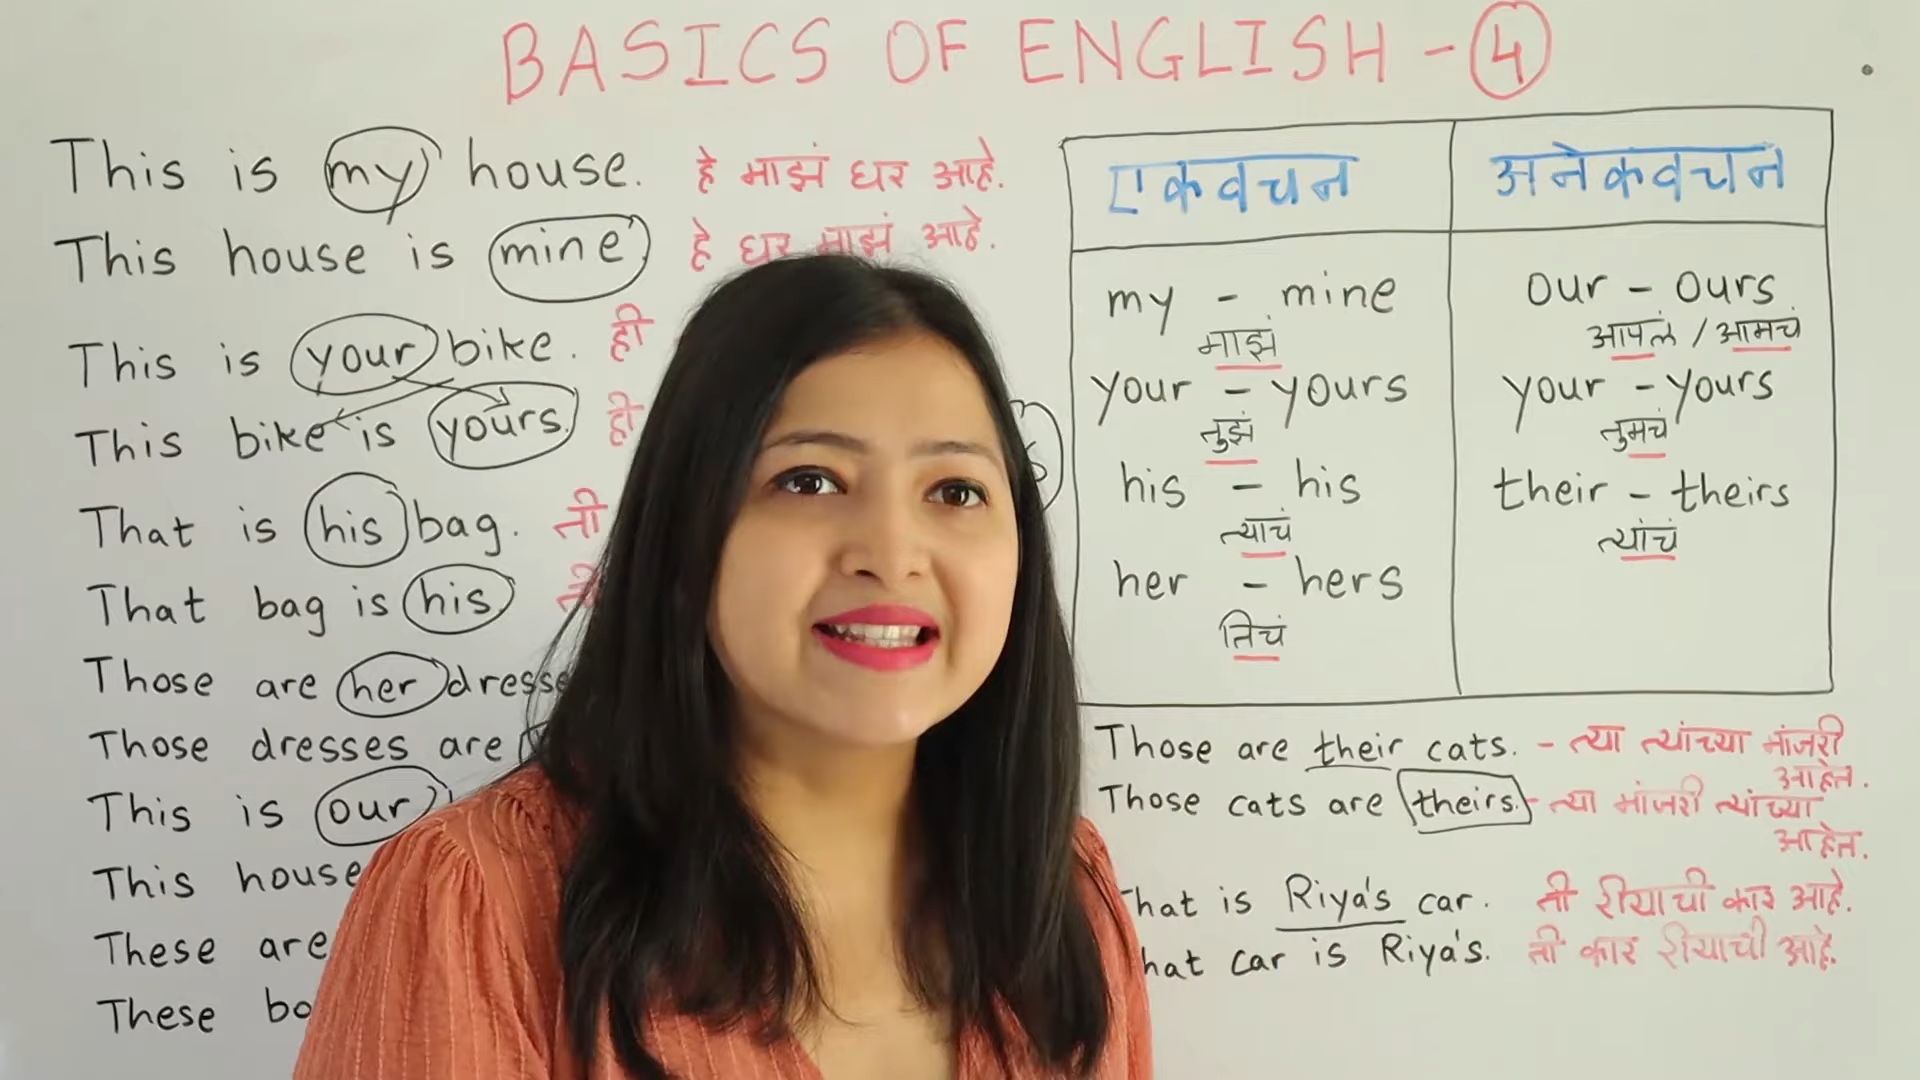 BASICS OF ENGLISH - 4
This is my house. हे माझं घर आहे.
This house is mine. हे घर माझं आहे.
This is your bike. ही
This bike is yours. ही
That is his bag. ती
That bag is his.
Those are her
Those dresses are
This is our
This house
These are
These
एकवचन
my - mine
माझं
your - yours
तुझं
his - his
त्याचं
her - hers
तिचं
अनेकवचन
our - ours
आपलं / आमचं
your - yours
तुमचं
their - theirs
त्यांचं
Those are their cats. - त्या त्यांच्या मांजरी
आहेत.
Those cats are theirs. - त्या मांजरी त्यांच्या
आहेत.
That is Riya's car. ती रीयाची कार आहे.
car is Riya's. ती कार रीयाची आहे.